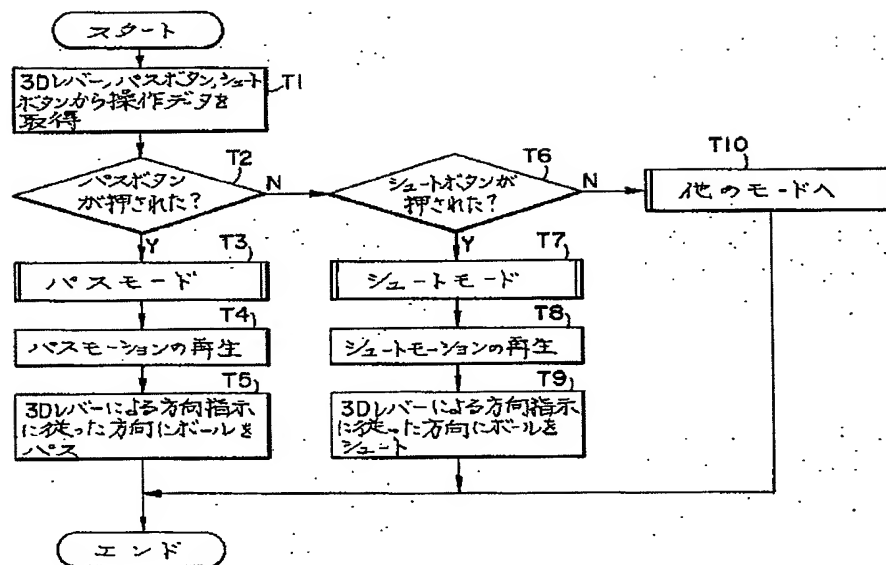 スタート
3Dレバー,パスボタン,シュート
ボタンから操作データを
取得
T1
パスボタン
が押された?
T2
N
Y
シュートボタンが
押された?
T6
N
Y
T10
他のモードへ
T3
パスモード
T7
シュートモード
T4
パスモーションの再生
T8
シュートモーションの再生
T5
3Dレバーによる方向指示
に従った方向にボールを
パス
T9
3Dレバーによる方向指示
に従った方向にボールを
シュート
エンド